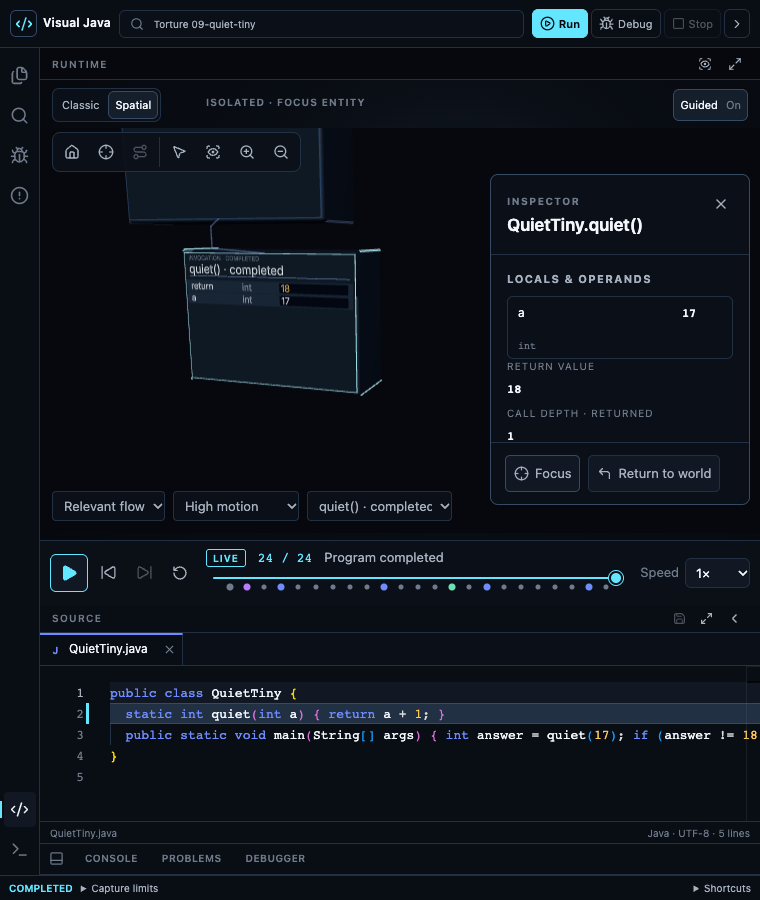 Visual Java
Torture 09-quiet-tiny
Run
Debug
Stop
RUNTIME
Classic
Spatial
ISOLATED · FOCUS ENTITY
Guided On
INVOCATION · COMPLETED
quiet() · completed
return int 18
a int 17
INSPECTOR
QuietTiny.quiet()
LOCALS & OPERANDS
a 17
int
RETURN VALUE
18
CALL DEPTH · RETURNED
1
Focus
Return to world
Relevant flow
High motion
quiet() · completed
LIVE 24 / 24 Program completed
Speed 1×
SOURCE
J QuietTiny.java
1 public class QuietTiny {
2 static int quiet(int a) { return a + 1; }
3 public static void main(String[] args) { int answer = quiet(17); if (answer != 18
4 }
5
QuietTiny.java
Java · UTF-8 · 5 lines
CONSOLE
PROBLEMS
DEBUGGER
COMPLETED
Capture limits
Shortcuts